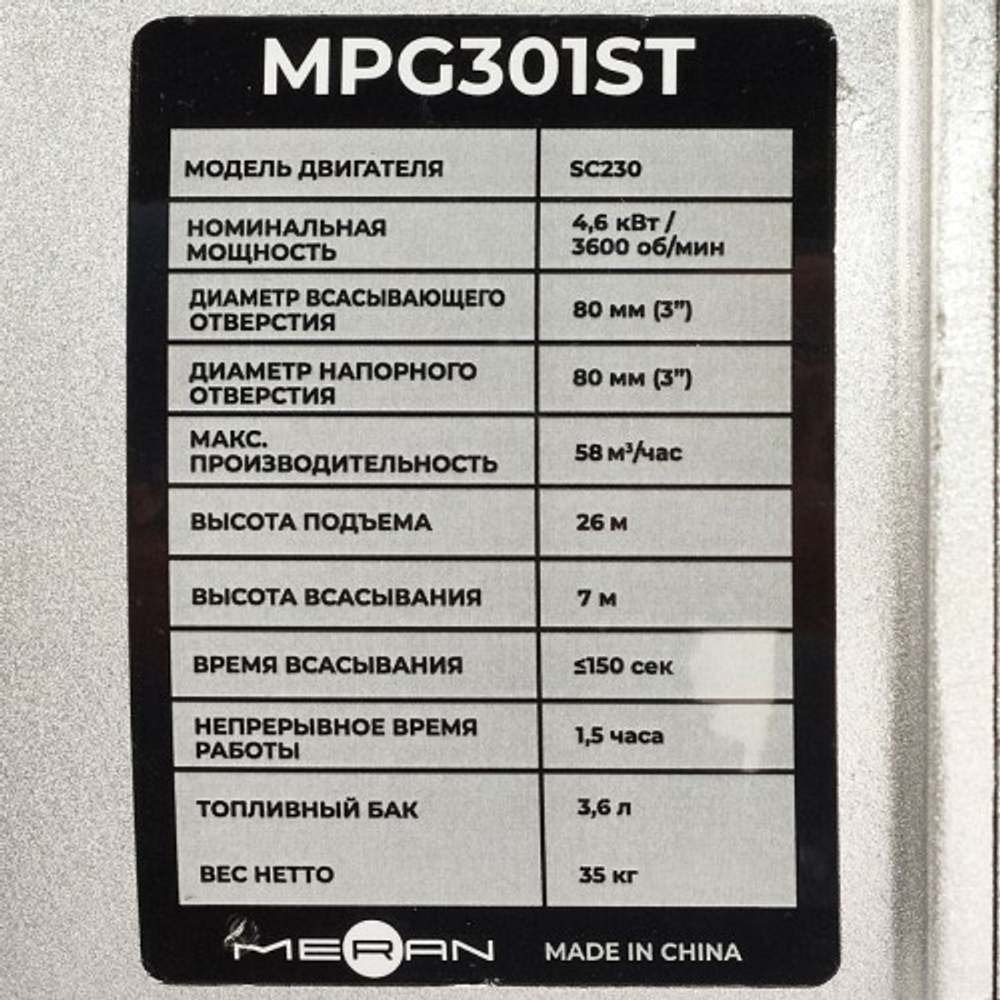 MPG301ST
МОДЕЛЬ ДВИГАТЕЛЯ
SC230
НОМИНАЛЬНАЯ
МОЩНОСТЬ
4,6 кВт /
3600 об/мин
ДИАМЕТР ВСАСЫВАЮЩЕГО
ОТВЕРСТИЯ
80 мм (3”)
ДИАМЕТР НАПОРНОГО
ОТВЕРСТИЯ
80 мм (3”)
МАКС.
ПРОИЗВОДИТЕЛЬНОСТЬ
58 м³/час
ВЫСОТА ПОДЪЕМА
26 м
ВЫСОТА ВСАСЫВАНИЯ
7 м
ВРЕМЯ ВСАСЫВАНИЯ
≤150 сек
НЕПРЕРЫВНОЕ ВРЕМЯ
РАБОТЫ
1,5 часа
ТОПЛИВНЫЙ БАК
3,6 л
ВЕС НЕТТО
35 кг
MERAN MADE IN CHINA